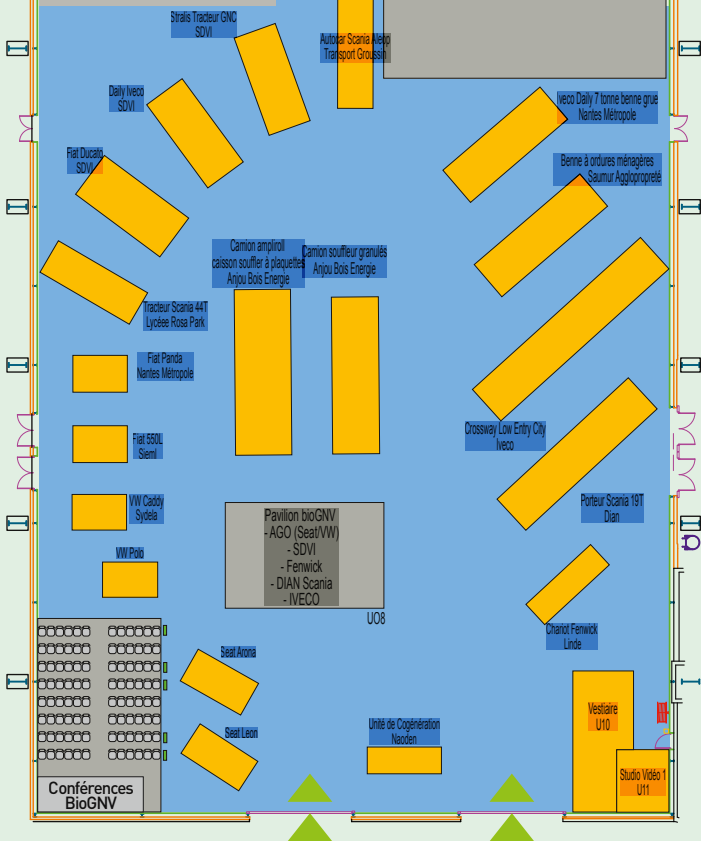 Stralis Tracteur GNC
SDVI
Autocar Scania Aleop
Transport Groussin
Daily Iveco
SDVI
Iveco Daily 7 tonne benne grue
Nantes Métropole
Fiat Ducato
SDVI
Benne à ordures ménagères
Saumur Agglopropreté
Camion ampliroll
caisson souffler à plaquettes
Anjou Bois Energie
Camion souffleur granulés
Anjou Bois Energie
Tracteur Scania 44T
Lycéee Rosa Park
Fiat Panda
Nantes Métropole
Crossway Low Entry City
Iveco
Fiat 550L
Sieml
VW Caddy
Sydela
Porteur Scania 19T
Dian
Pavilion bioGNV
- AGO (Seat/VW)
- SDVI
- Fenwick
- DIAN Scania
- IVECO
UO8
VW Polo
Chariot Fenwick
Linde
Seat Arona
Seat Leon
Unité de Cogénération
Naoden
Vestiaire
U10
Studio Vidéo 1
U11
Conférences
BioGNV